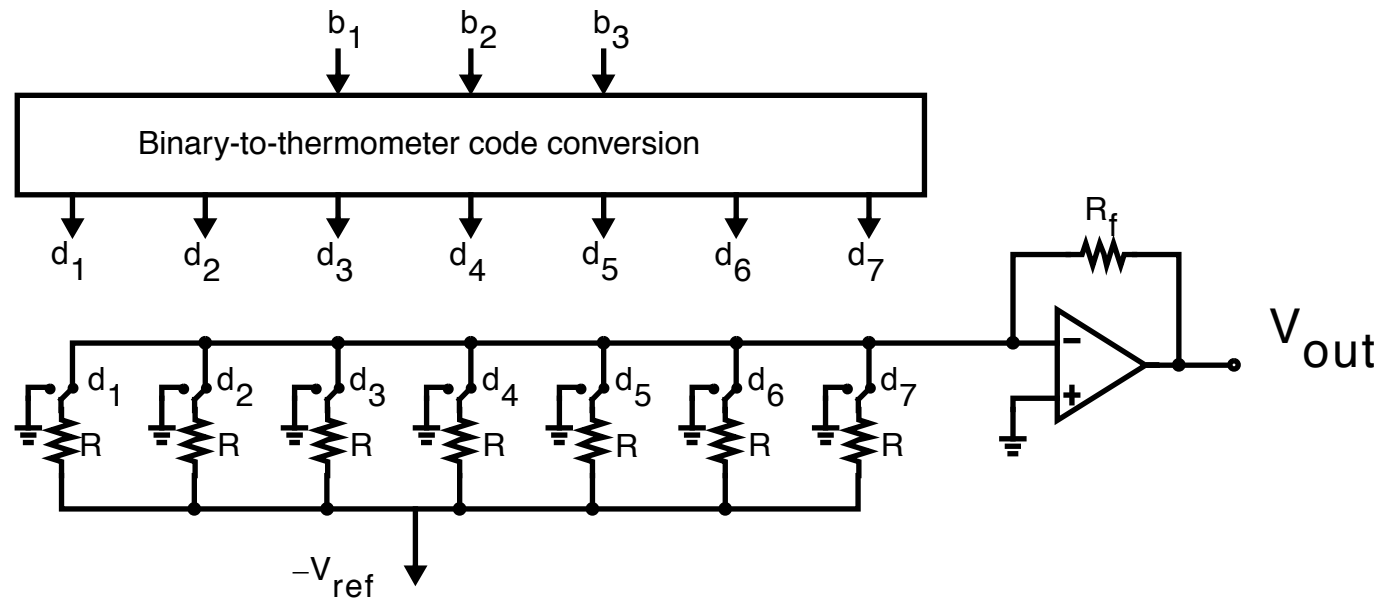 b1 b2 b3
Binary-to-thermometer code conversion
d1 d2 d3 d4 d5 d6 d7
Rf
Vout
− +
d1 d2 d3 d4 d5 d6 d7
R R R R R R R
−Vref